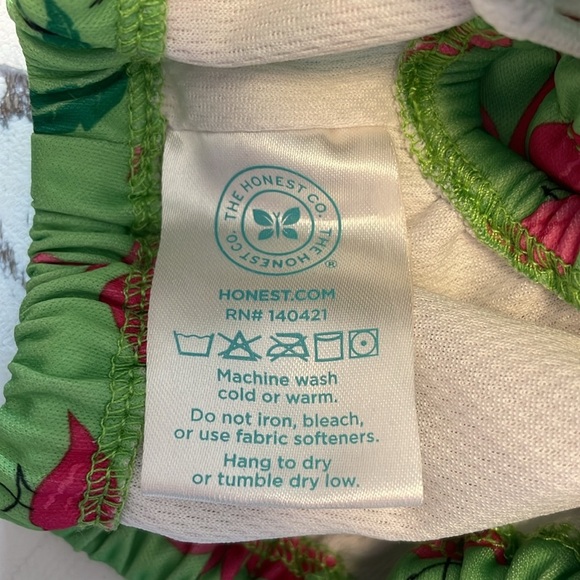 THE HONEST CO. THE HONEST CO.
®
HONEST.COM
RN# 140421
Machine wash
cold or warm.
Do not iron, bleach,
or use fabric softeners.
Hang to dry
or tumble dry low.